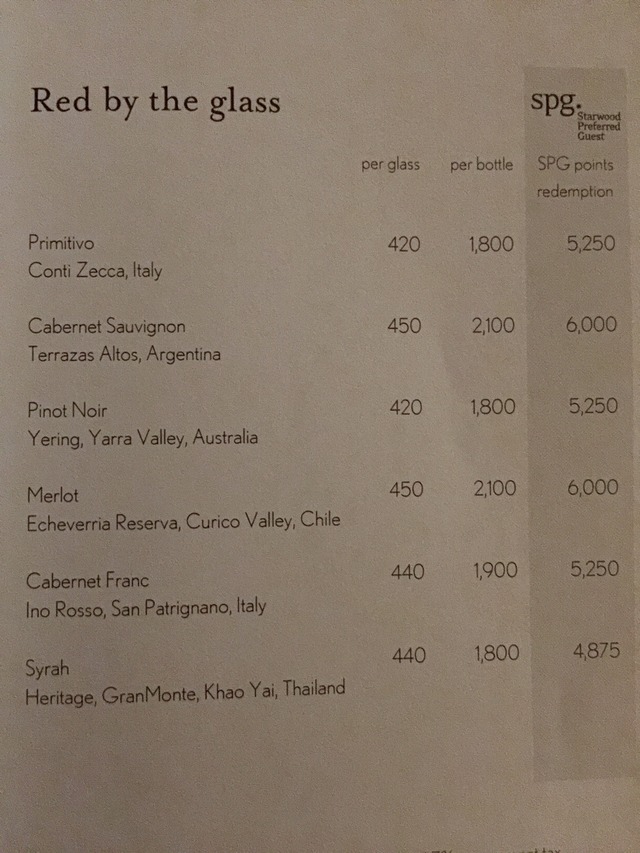 Red by the glass
spg.
Starwood
Preferred
Guest
per glass per bottle SPG points
redemption
Primitivo 420 1,800 5,250
Conti Zecca, Italy
Cabernet Sauvignon 450 2,100 6,000
Terrazas Altos, Argentina
Pinot Noir 420 1,800 5,250
Yering, Yarra Valley, Australia
Merlot 450 2,100 6,000
Echeverria Reserva, Curico Valley, Chile
Cabernet Franc 440 1,900 5,250
Ino Rosso, San Patrignano, Italy
Syrah 440 1,800 4,875
Heritage, GranMonte, Khao Yai, Thailand